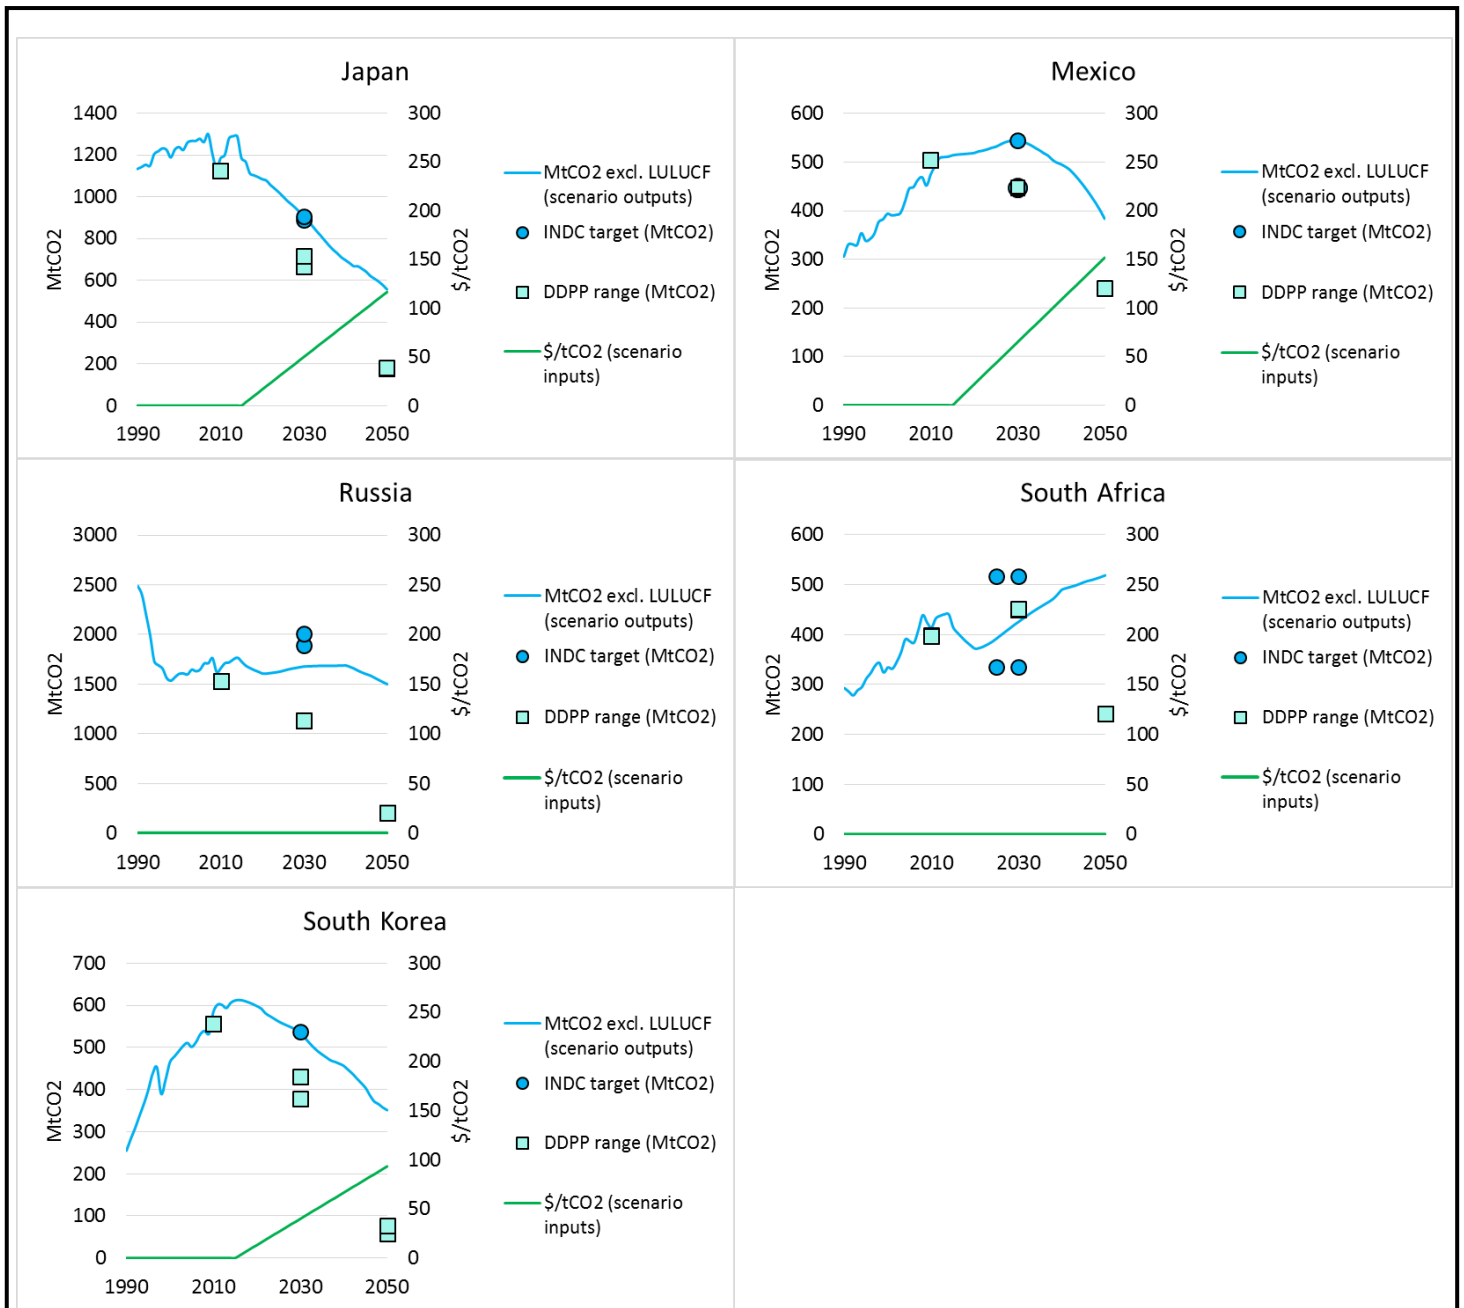 Japan
1400
1200
1000
800
600
400
200
0
MtCO2
300
250
200
150
100
50
0
$/tCO2
1990
2010
2030
2050
MtCO2 excl. LULUCF
(scenario outputs)
INDC target (MtCO2)
DDPP range (MtCO2)
$/tCO2 (scenario
inputs)
Mexico
600
500
400
300
200
100
0
MtCO2
300
250
200
150
100
50
0
$/tCO2
1990
2010
2030
2050
MtCO2 excl. LULUCF
(scenario outputs)
INDC target (MtCO2)
DDPP range (MtCO2)
$/tCO2 (scenario
inputs)
Russia
3000
2500
2000
1500
1000
500
0
MtCO2
300
250
200
150
100
50
0
$/tCO2
1990
2010
2030
2050
MtCO2 excl. LULUCF
(scenario outputs)
INDC target (MtCO2)
DDPP range (MtCO2)
$/tCO2 (scenario
inputs)
South Africa
600
500
400
300
200
100
0
MtCO2
300
250
200
150
100
50
0
$/tCO2
1990
2010
2030
2050
MtCO2 excl. LULUCF
(scenario outputs)
INDC target (MtCO2)
DDPP range (MtCO2)
$/tCO2 (scenario
inputs)
South Korea
700
600
500
400
300
200
100
0
MtCO2
300
250
200
150
100
50
0
$/tCO2
1990
2010
2030
2050
MtCO2 excl. LULUCF
(scenario outputs)
INDC target (MtCO2)
DDPP range (MtCO2)
$/tCO2 (scenario
inputs)